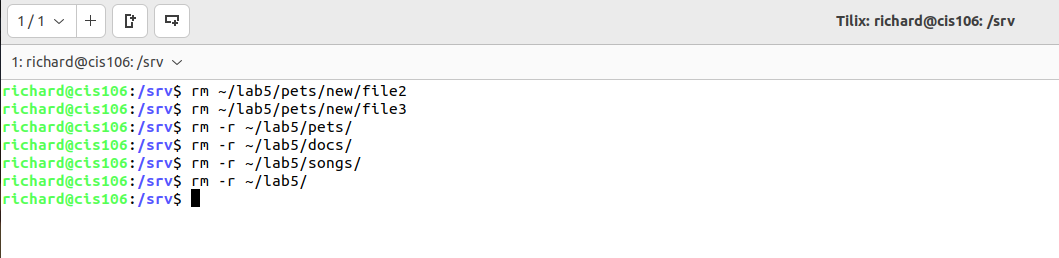 1 / 1
Tilix: richard@cis106: /srv
1: richard@cis106: /srv
richard@cis106:/srv$ rm ~/lab5/pets/new/file2
richard@cis106:/srv$ rm ~/lab5/pets/new/file3
richard@cis106:/srv$ rm -r ~/lab5/pets/
richard@cis106:/srv$ rm -r ~/lab5/docs/
richard@cis106:/srv$ rm -r ~/lab5/songs/
richard@cis106:/srv$ rm -r ~/lab5/
richard@cis106:/srv$